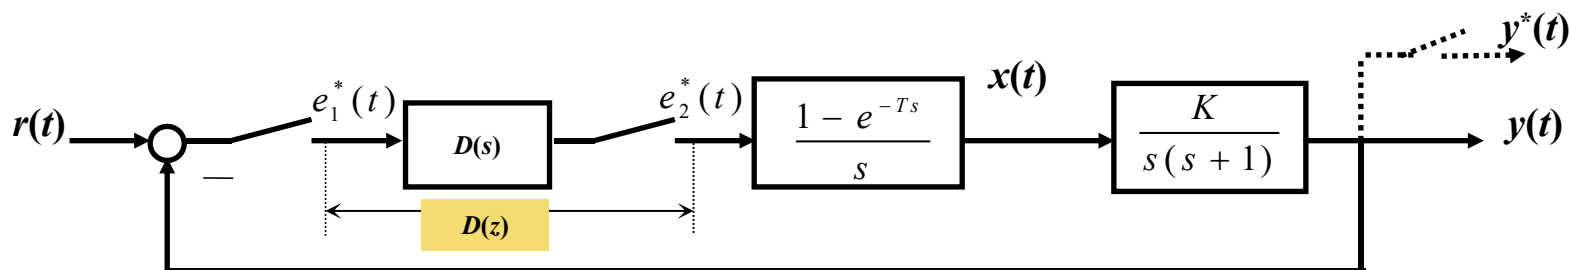 y*(t)
x(t)
e₁*(t)
e₂*(t)
r(t)
D(s)
1 − e^{−Ts}
s
K
s(s + 1)
y(t)
—
D(z)